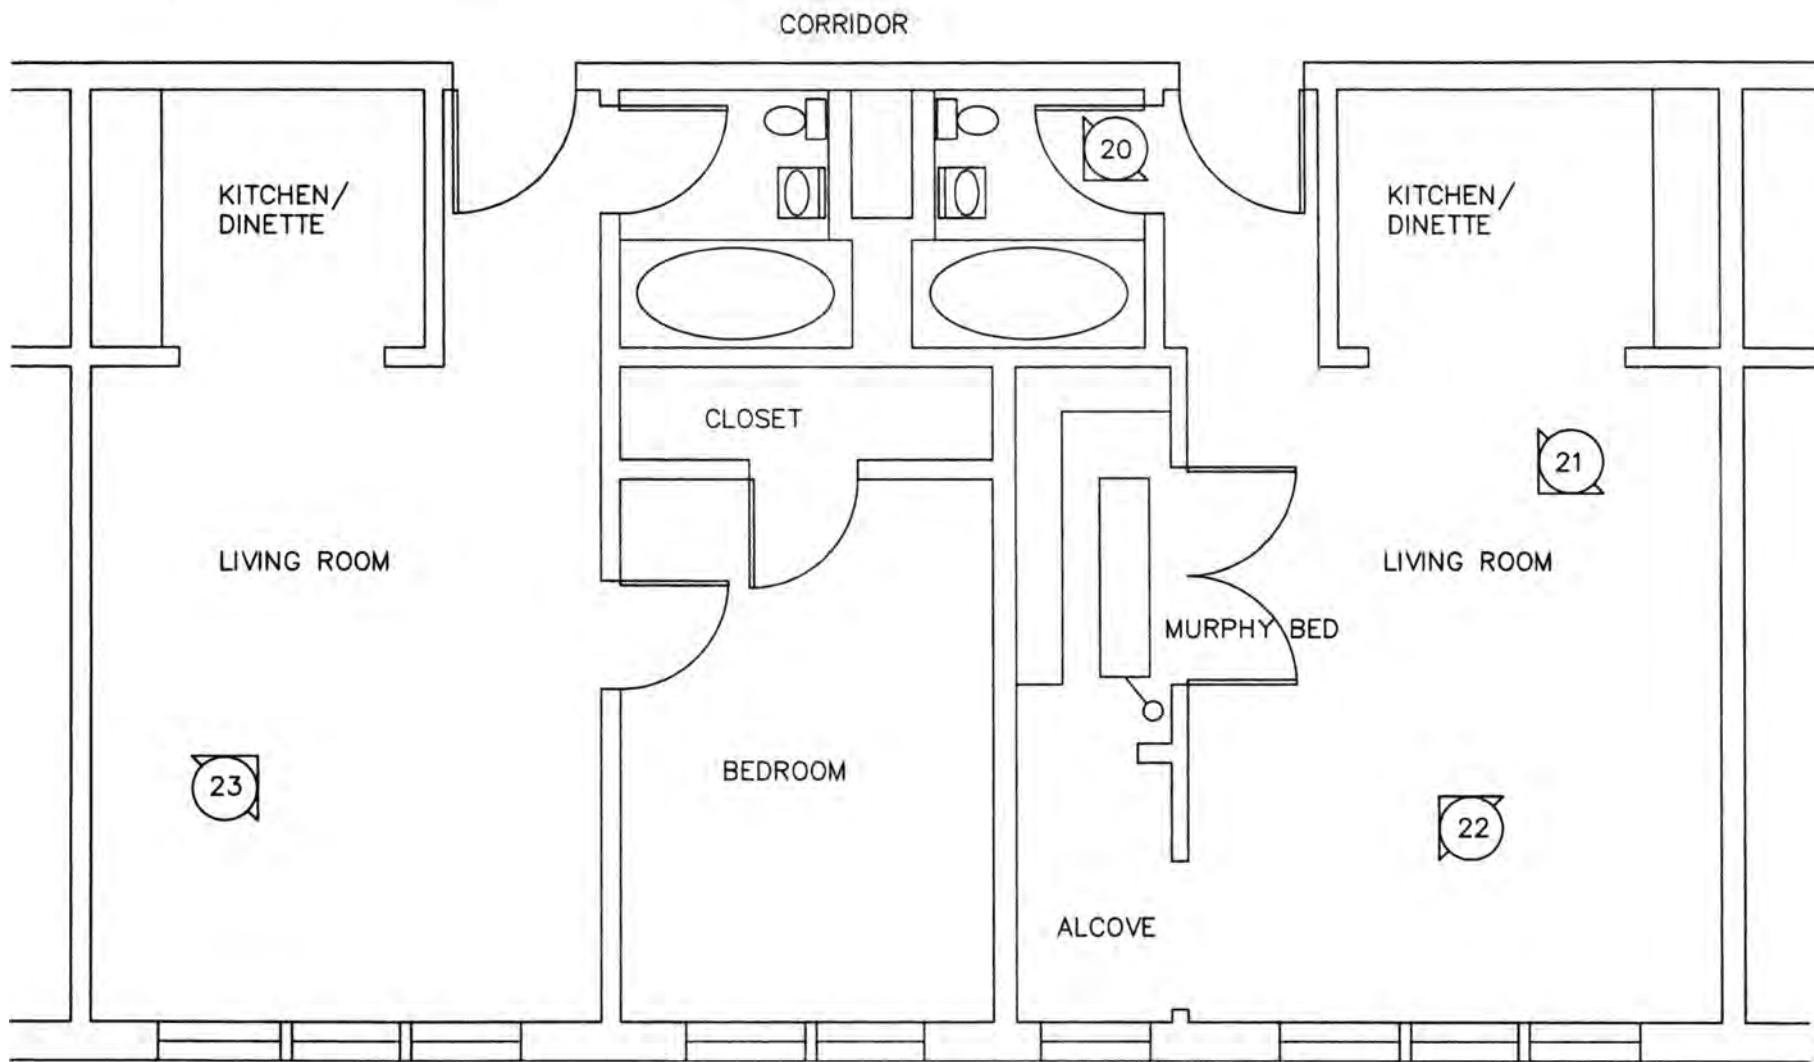 CORRIDOR
20
KITCHEN/
DINETTE
KITCHEN/
DINETTE
CLOSET
21
LIVING ROOM
LIVING ROOM
MURPHY BED
23
BEDROOM
22
ALCOVE